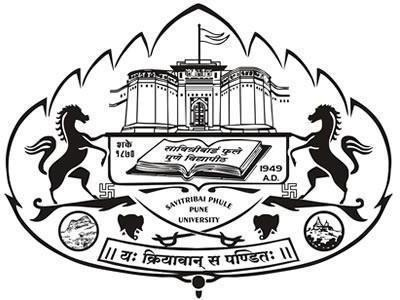 शके
१८७०
सावित्रीबाई फुले
पुणे विद्यापीठ
1949
A.D.
SAVITRIBAI PHULE
PUNE
UNIVERSITY
।। यः क्रियावान् स पण्डितः ।।